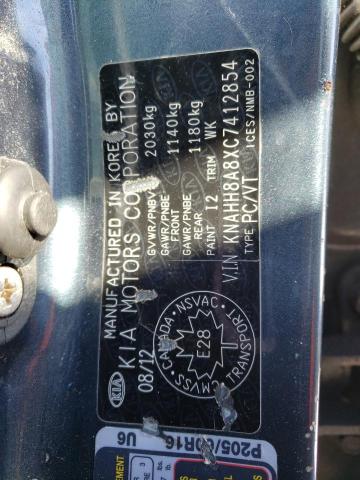 MANUFACTURED IN KOREA BY
KIA MOTORS CORPORATION
08/12
GVWR/PNBV 2030kg
GAWR/PNBE FRONT 1140kg
GAWR/PNBE REAR 1180kg
PAINT 12 TRIM WK
V.I.N KNAHH8A8XC7412854
TYPE PC/VT ICES/NMB-002
KIA
CANADA NSVAC TRANSPORT CMVSS
E28
P205/60R16
U6